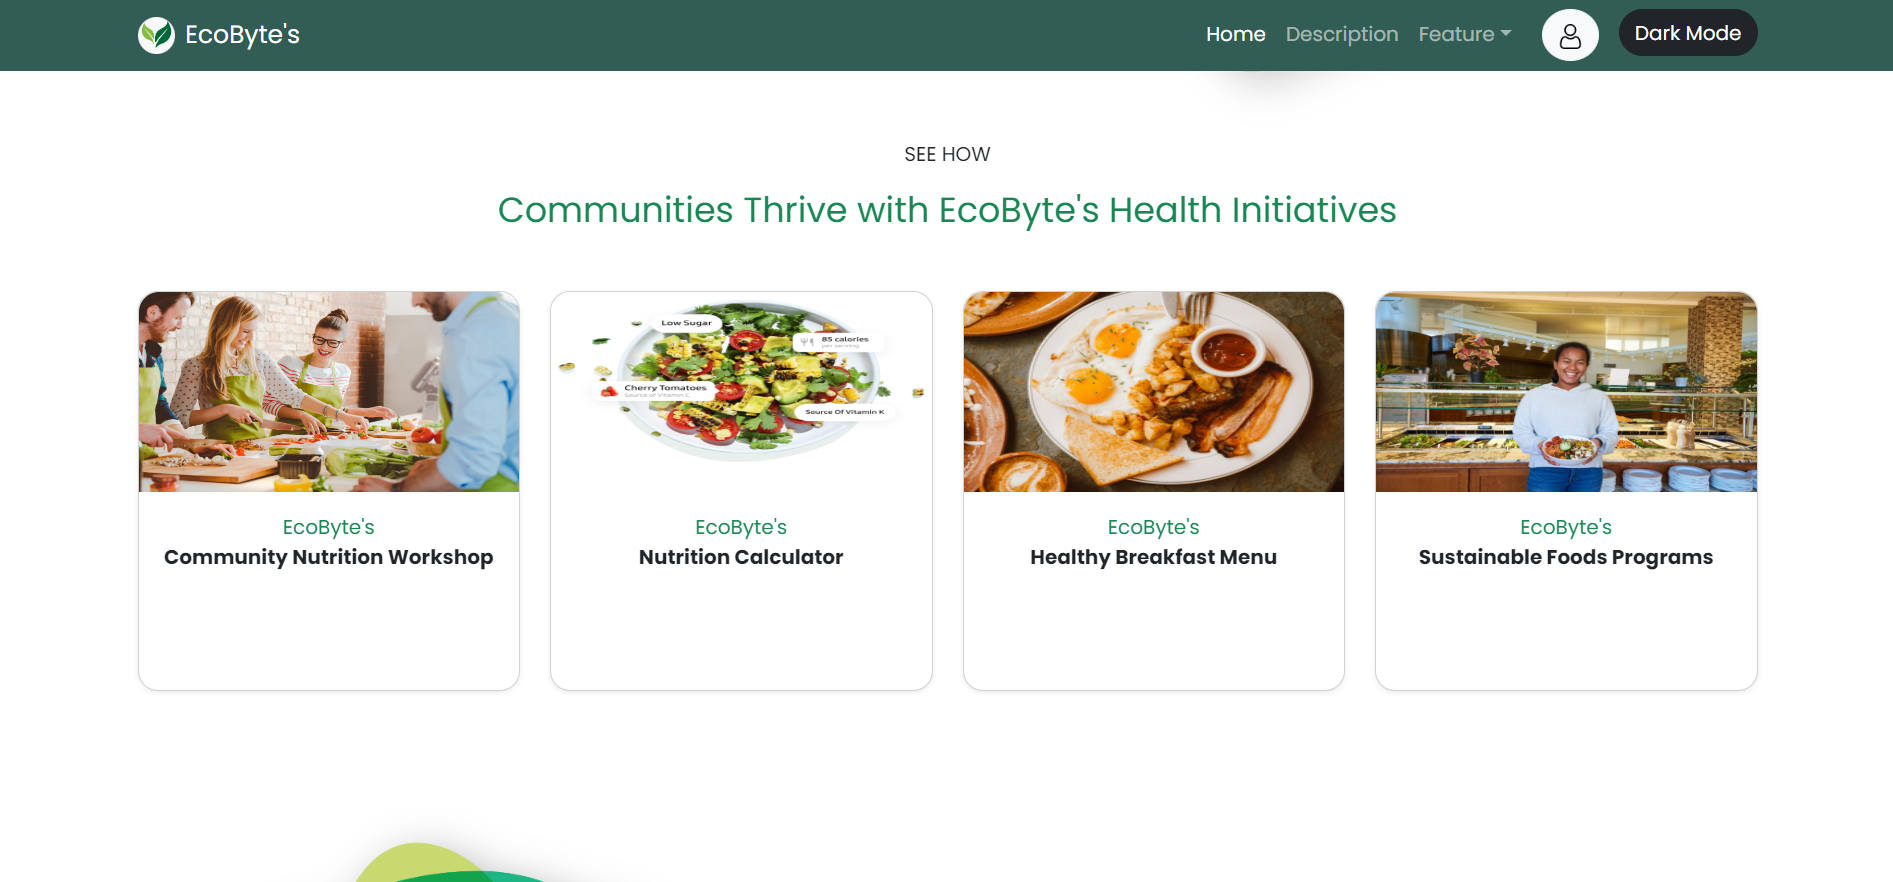 EcoByte's
Home Description Feature Dark Mode
SEE HOW
Communities Thrive with EcoByte's Health Initiatives
Low Sugar
85 calories
per serving
Cherry Tomatoes
Source of Vitamin C
Source Of Vitamin K
EcoByte's
Community Nutrition Workshop
EcoByte's
Nutrition Calculator
EcoByte's
Healthy Breakfast Menu
EcoByte's
Sustainable Foods Programs